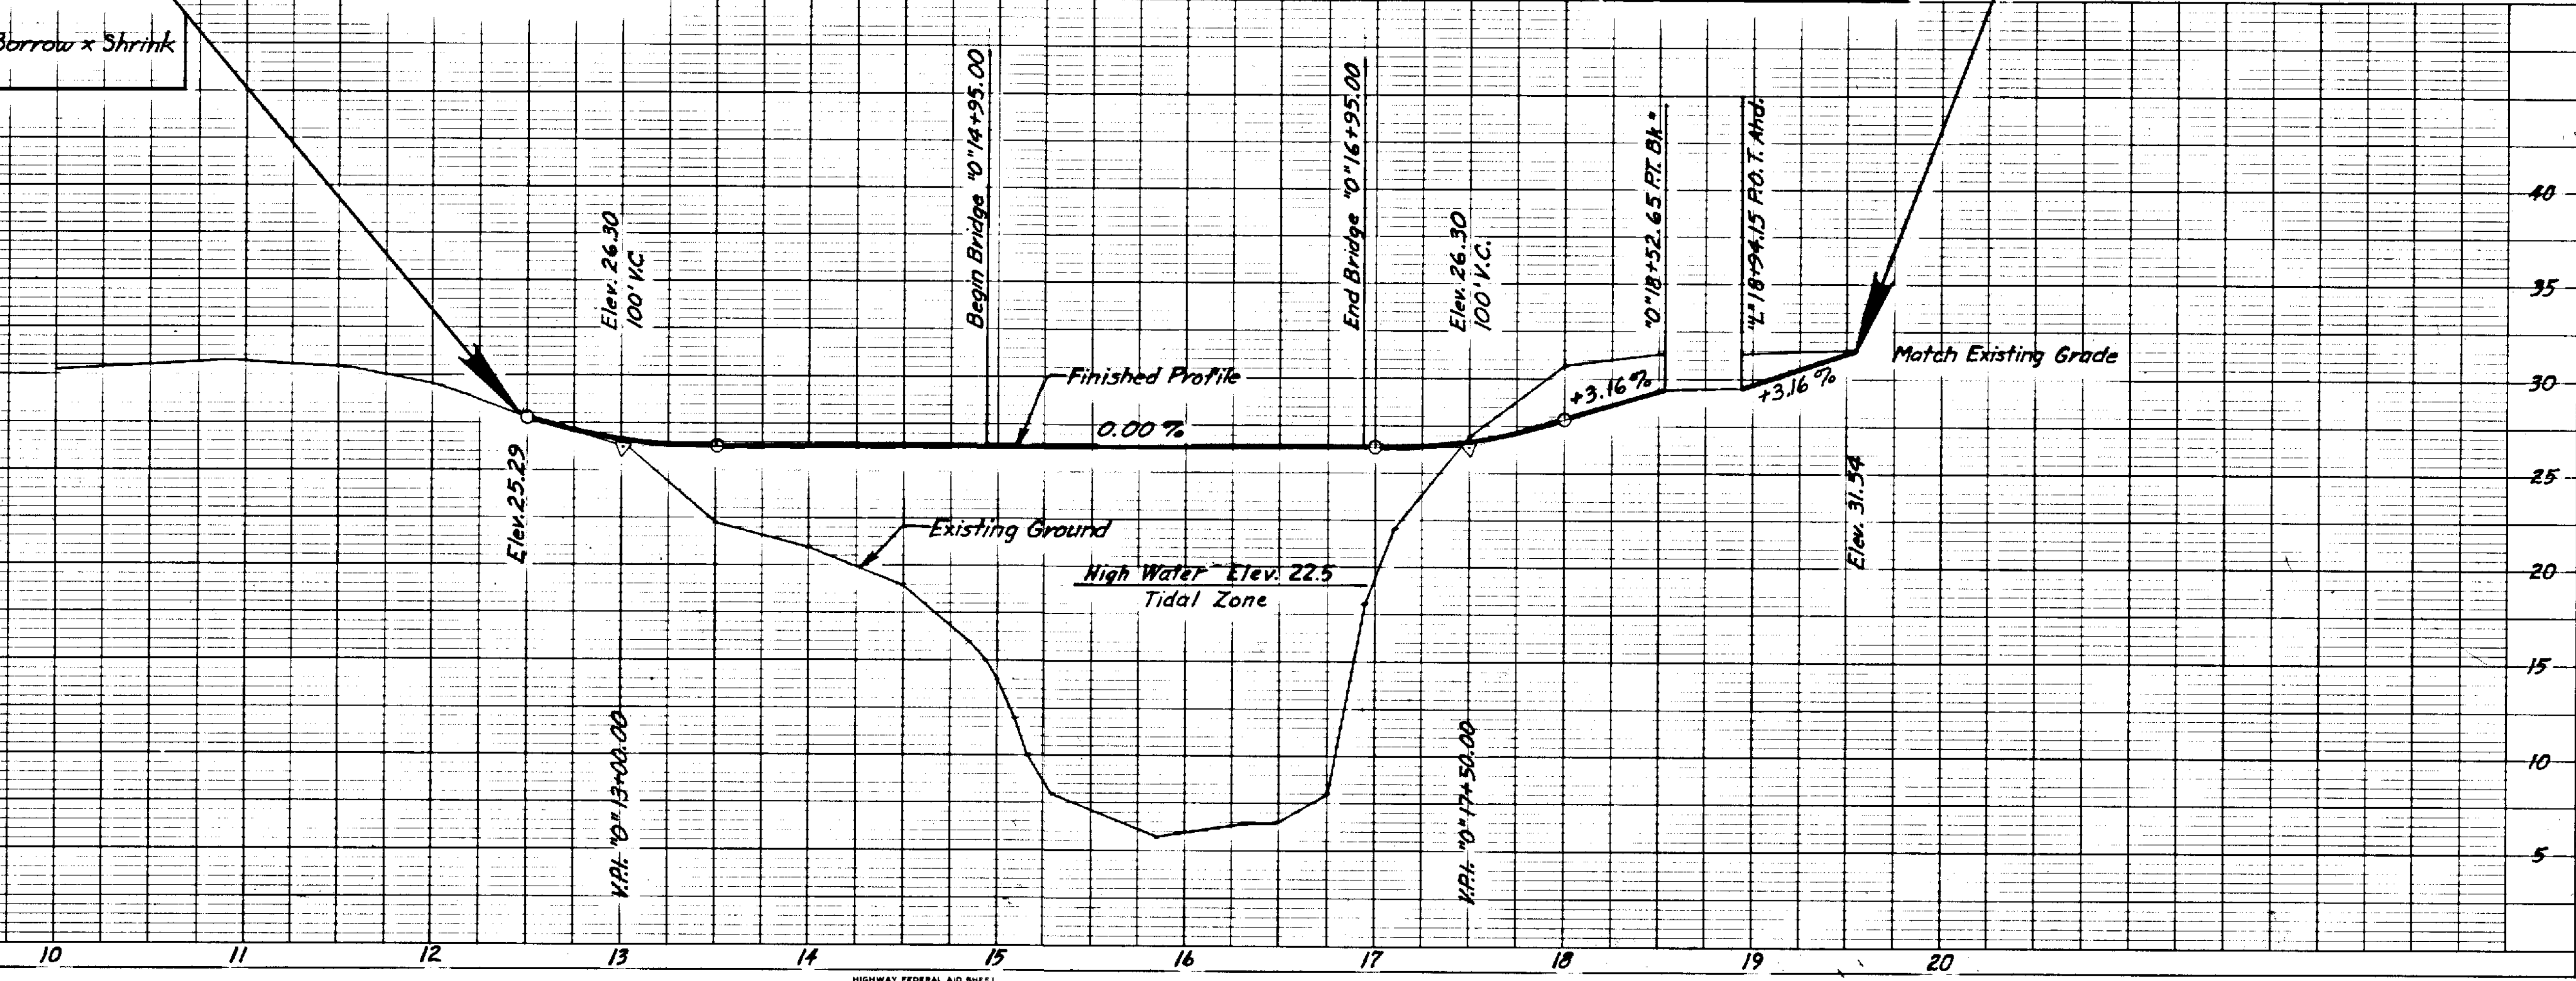 Borrow x Shrink
Elev. 26.30
100' V.C.
Begin Bridge "O" 14+95.00
End Bridge "O" 16+95.00
Elev. 26.30
100' V.C.
"O" 18+52.65 P.T. Bk =
"L" 18+94.15 P.O.T. Ahd.
40
35
Match Existing Grade
Finished Profile
30
+3.16 %
+3.16 %
0.00 %
Elev. 25.29
25
Elev. 31.54
Existing Ground
High Water Elev. 22.5
Tidal Zone
20
15
V.P.I. "O" 13+00.00
V.P.I. "O" 17+50.00
10
5
10 11 12 13 14 15 16 17 18 19 20
HIGHWAY FEDERAL AID SHEET